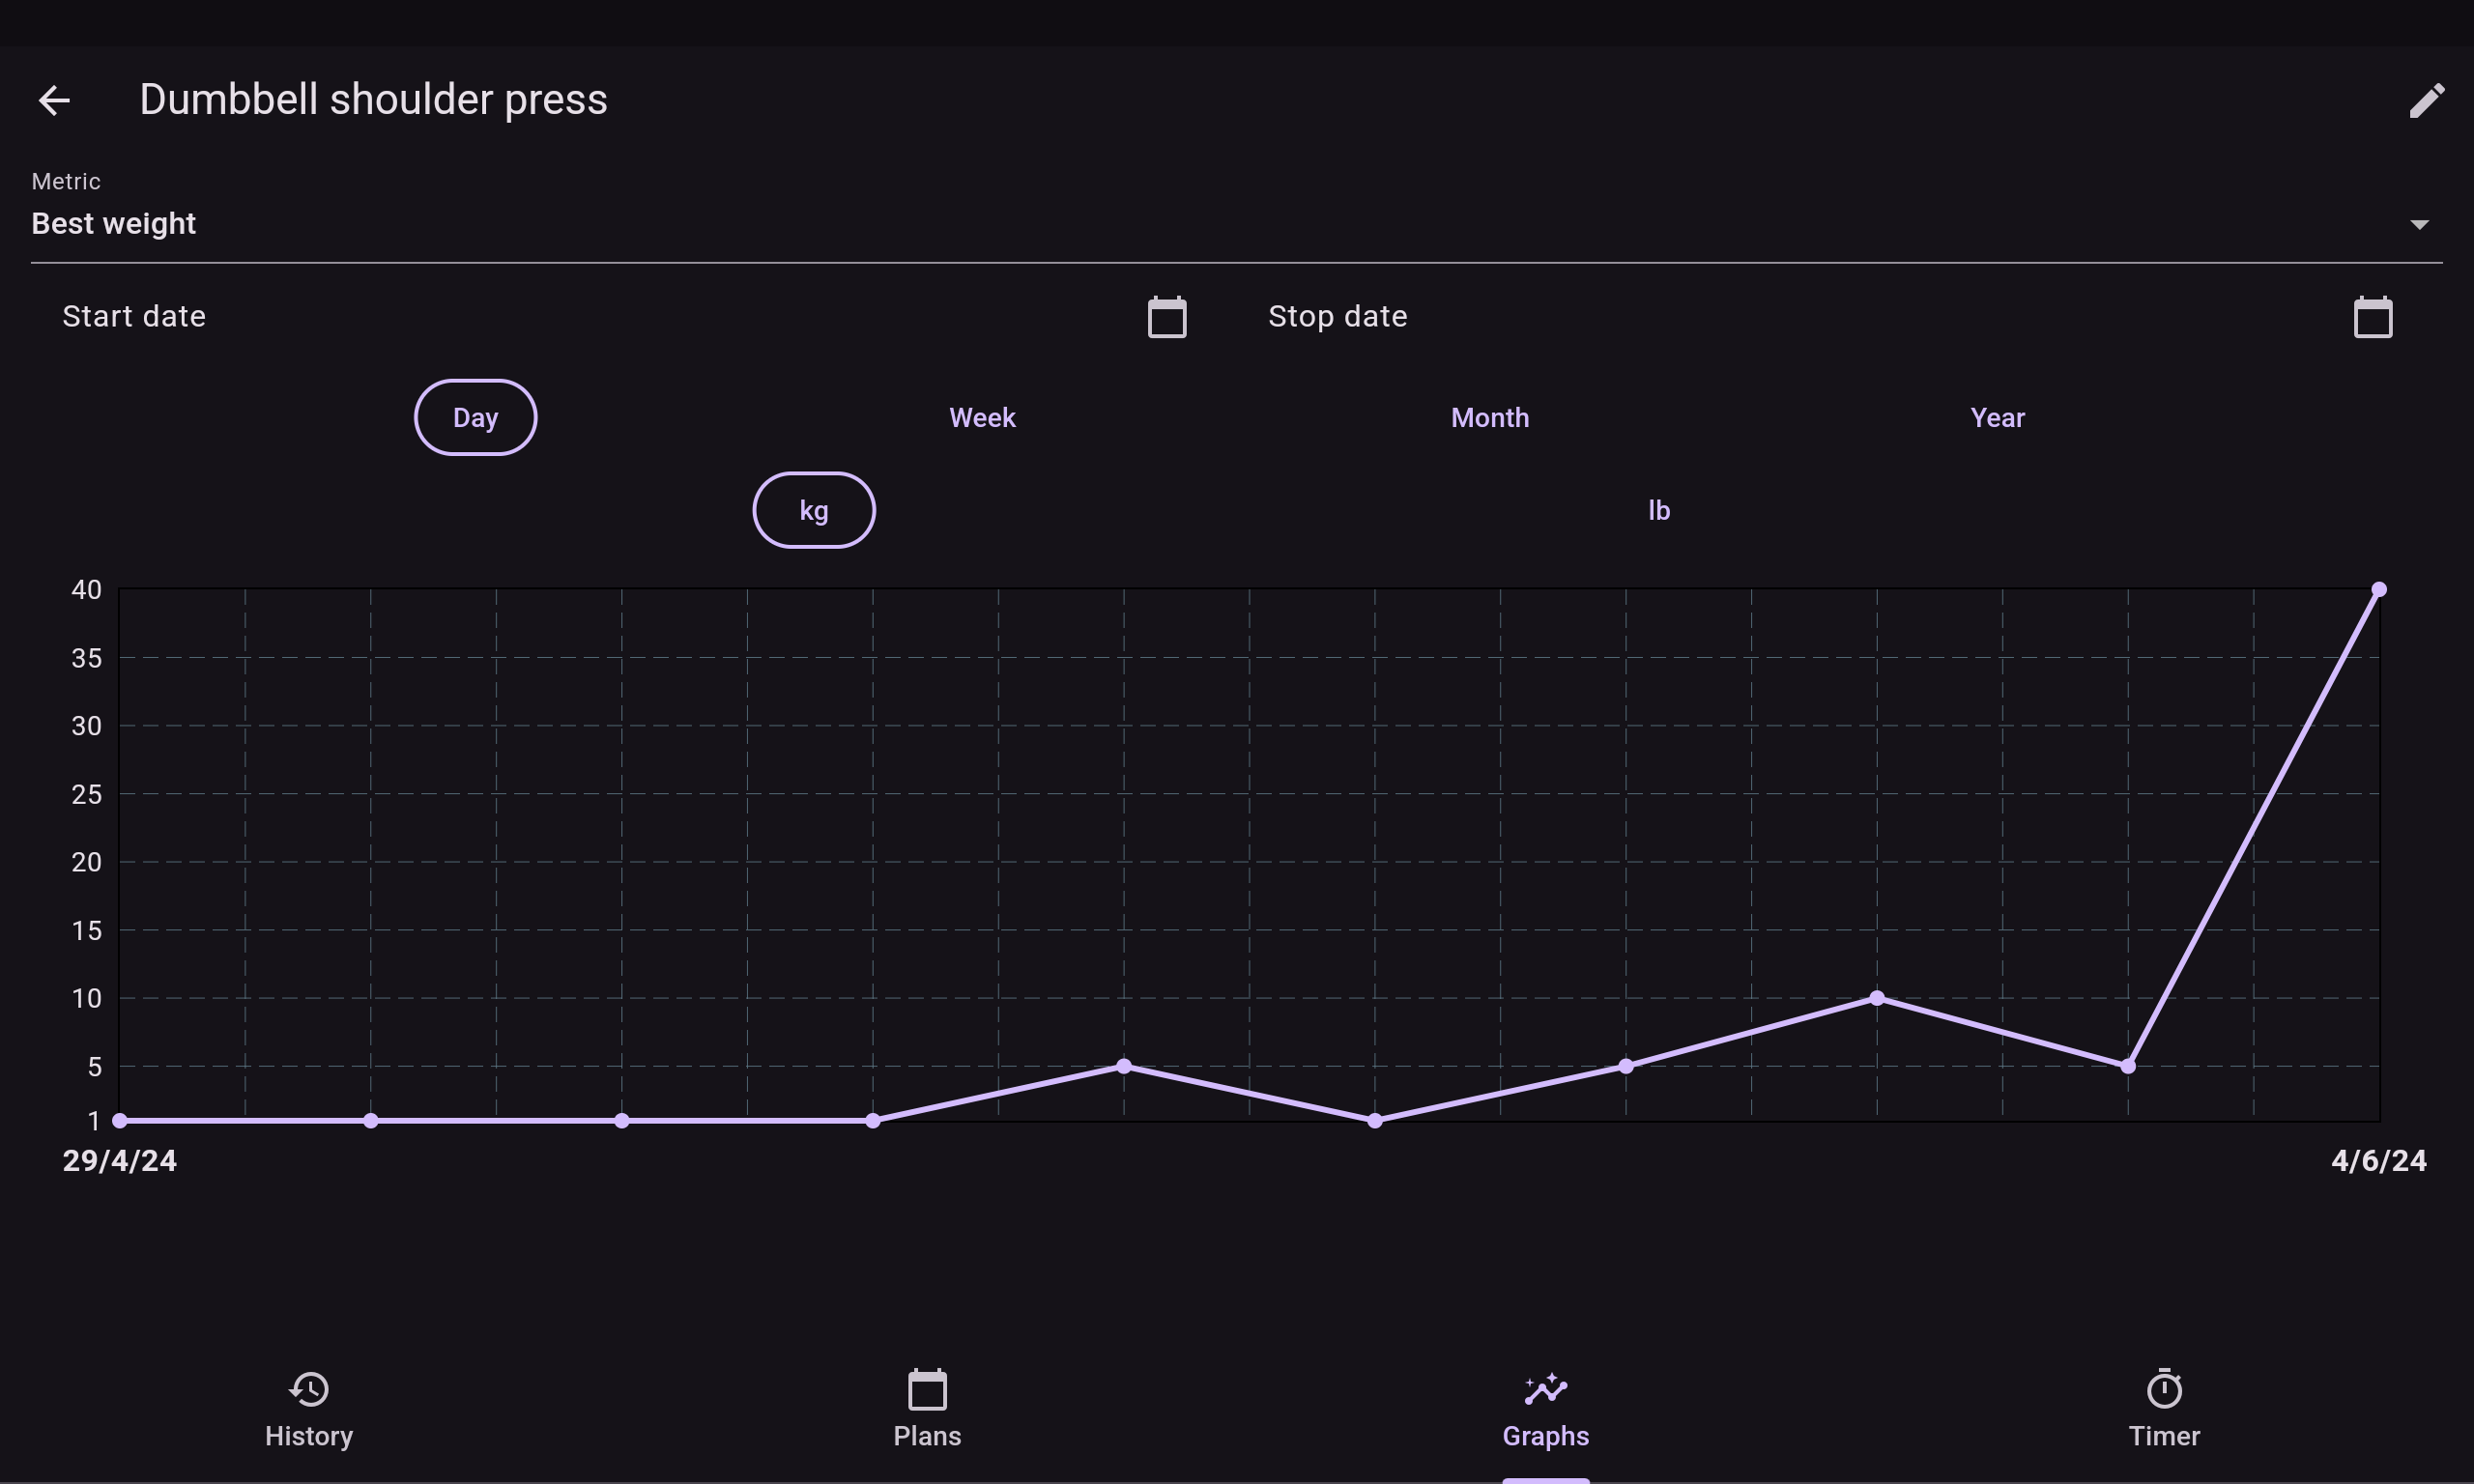 Dumbbell shoulder press
Metric
Best weight
Start date
Stop date
Day
Week
Month
Year
kg
lb
40
35
30
25
20
15
10
5
1
29/4/24
4/6/24
History
Plans
Graphs
Timer